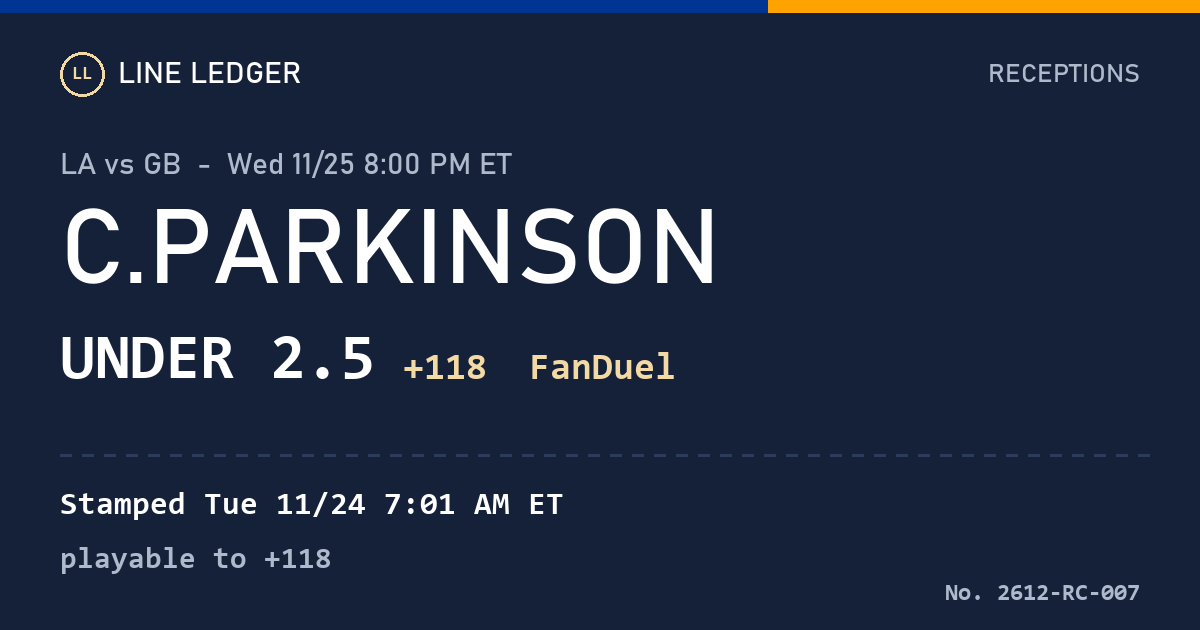 LL LINE LEDGER RECEPTIONS
LA vs GB - Wed 11/25 8:00 PM ET
C.PARKINSON
UNDER 2.5 +118 FanDuel
Stamped Tue 11/24 7:01 AM ET
playable to +118
No. 2612-RC-007